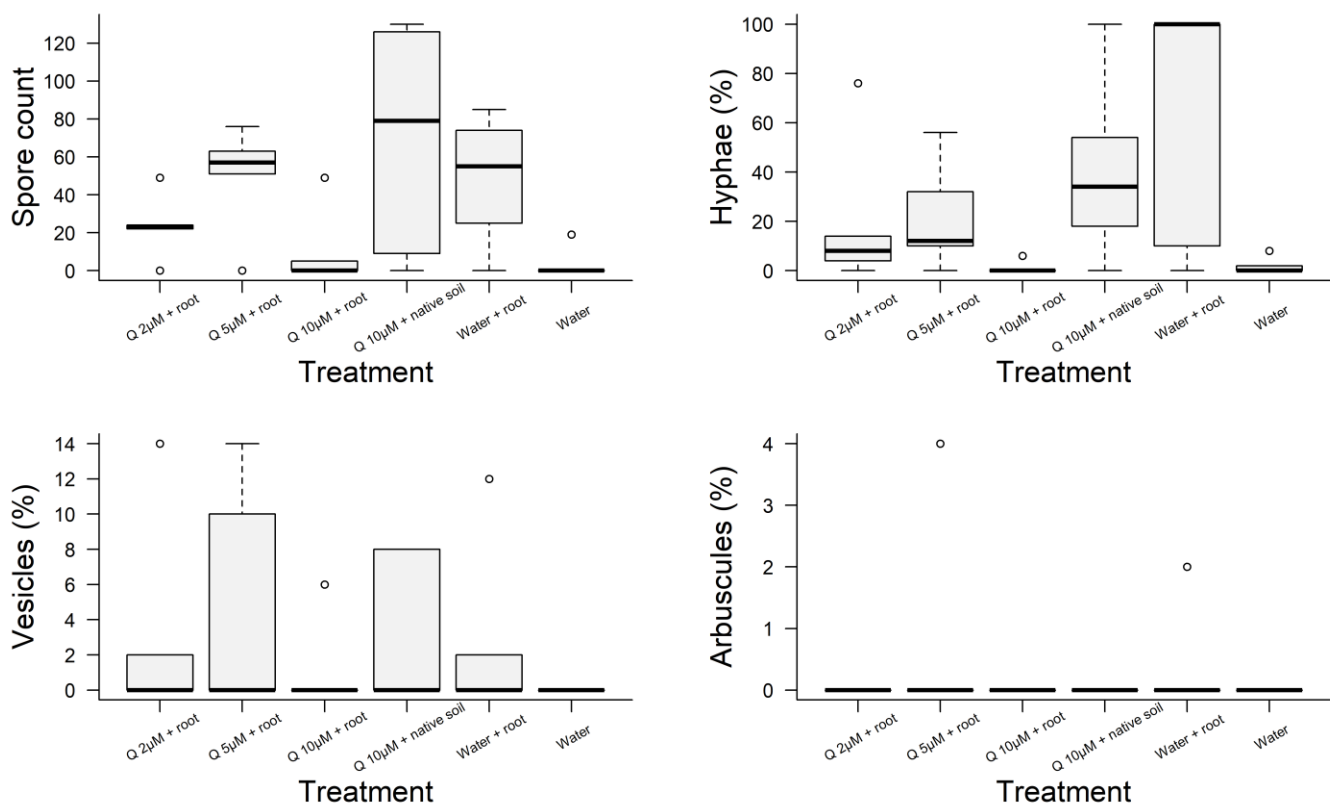 Spore count
120
100
80
60
40
20
0
Q 2µM + root
Q 5µM + root
Q 10µM + root
Q 10µM + native soil
Water + root
Water
Treatment
Hyphae (%)
100
80
60
40
20
0
Q 2µM + root
Q 5µM + root
Q 10µM + root
Q 10µM + native soil
Water + root
Water
Treatment
Vesicles (%)
14
12
10
8
6
4
2
0
Q 2µM + root
Q 5µM + root
Q 10µM + root
Q 10µM + native soil
Water + root
Water
Treatment
Arbuscules (%)
4
3
2
1
0
Q 2µM + root
Q 5µM + root
Q 10µM + root
Q 10µM + native soil
Water + root
Water
Treatment